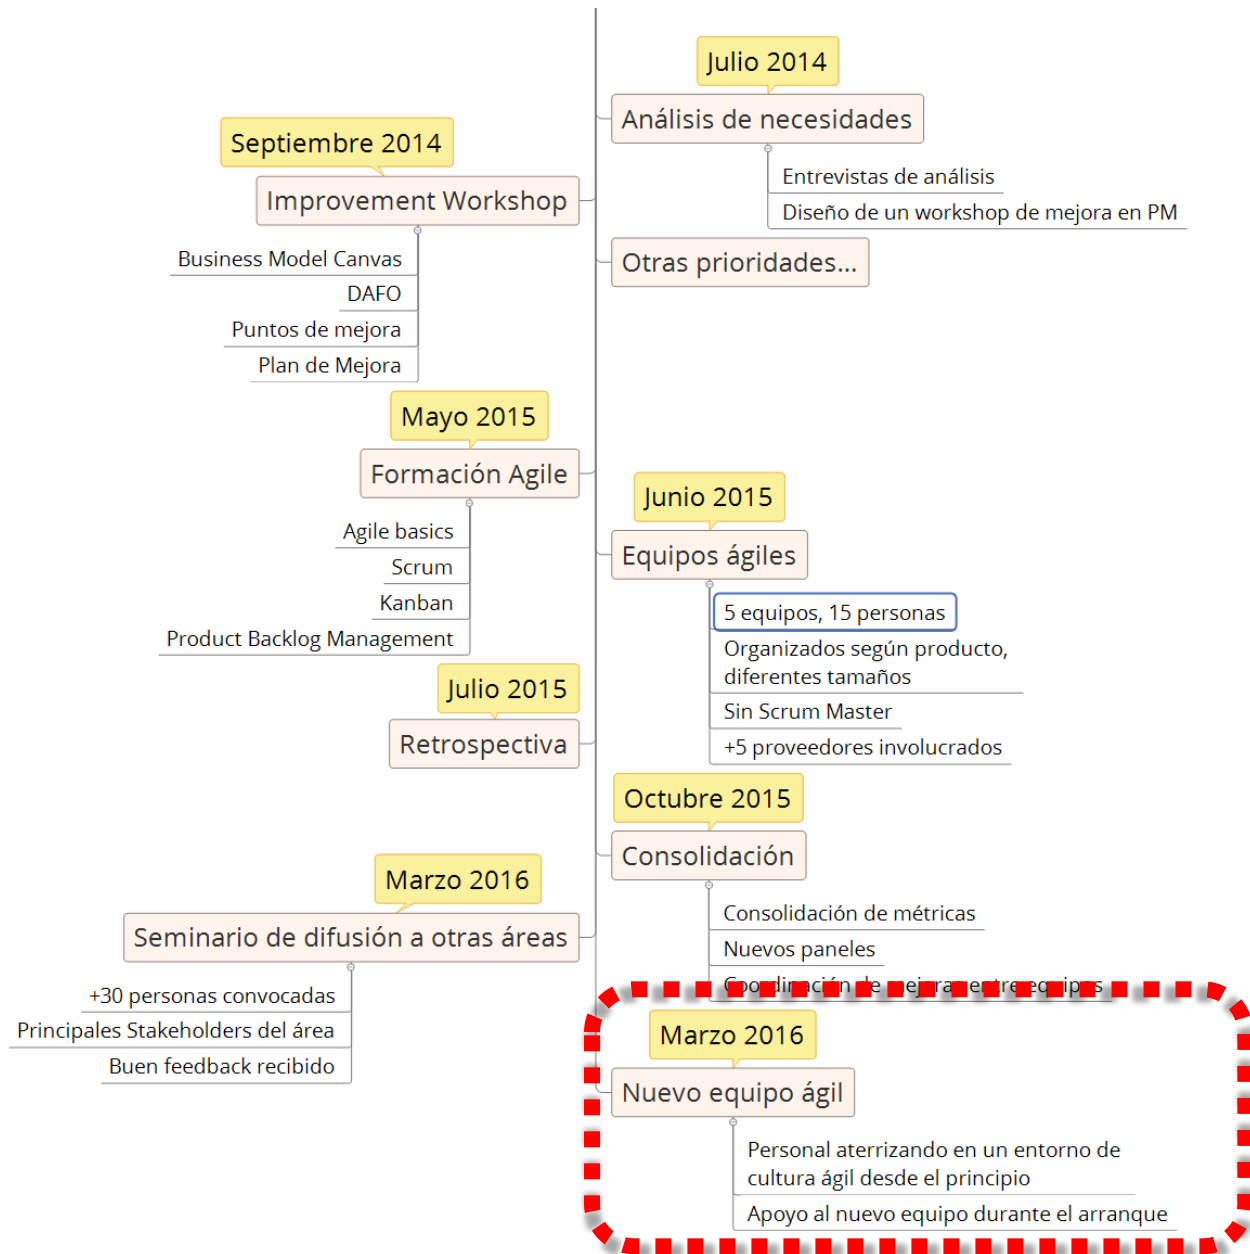 Julio 2014
Análisis de necesidades
Entrevistas de análisis
Diseño de un workshop de mejora en PM
Septiembre 2014
Improvement Workshop
Business Model Canvas
DAFO
Puntos de mejora
Plan de Mejora
Otras prioridades...
Mayo 2015
Formación Agile
Agile basics
Scrum
Kanban
Product Backlog Management
Junio 2015
Equipos ágiles
5 equipos, 15 personas
Organizados según producto,
diferentes tamaños
Sin Scrum Master
+5 proveedores involucrados
Julio 2015
Retrospectiva
Octubre 2015
Consolidación
Consolidación de métricas
Nuevos paneles
Coordinación de mejoras entre equipos
Marzo 2016
Seminario de difusión a otras áreas
+30 personas convocadas
Principales Stakeholders del área
Buen feedback recibido
Marzo 2016
Nuevo equipo ágil
Personal aterrizando en un entorno de
cultura ágil desde el principio
Apoyo al nuevo equipo durante el arranque